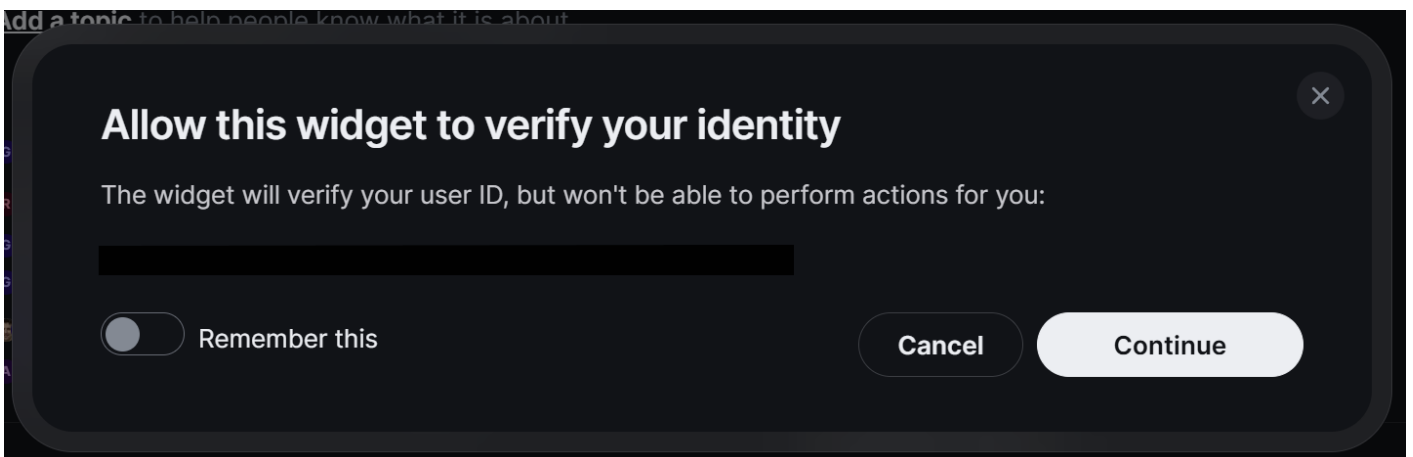 Add a topic to help people know what it is about
Allow this widget to verify your identity
The widget will verify your user ID, but won't be able to perform actions for you:
Remember this
Cancel
Continue
G
R
G
G
A